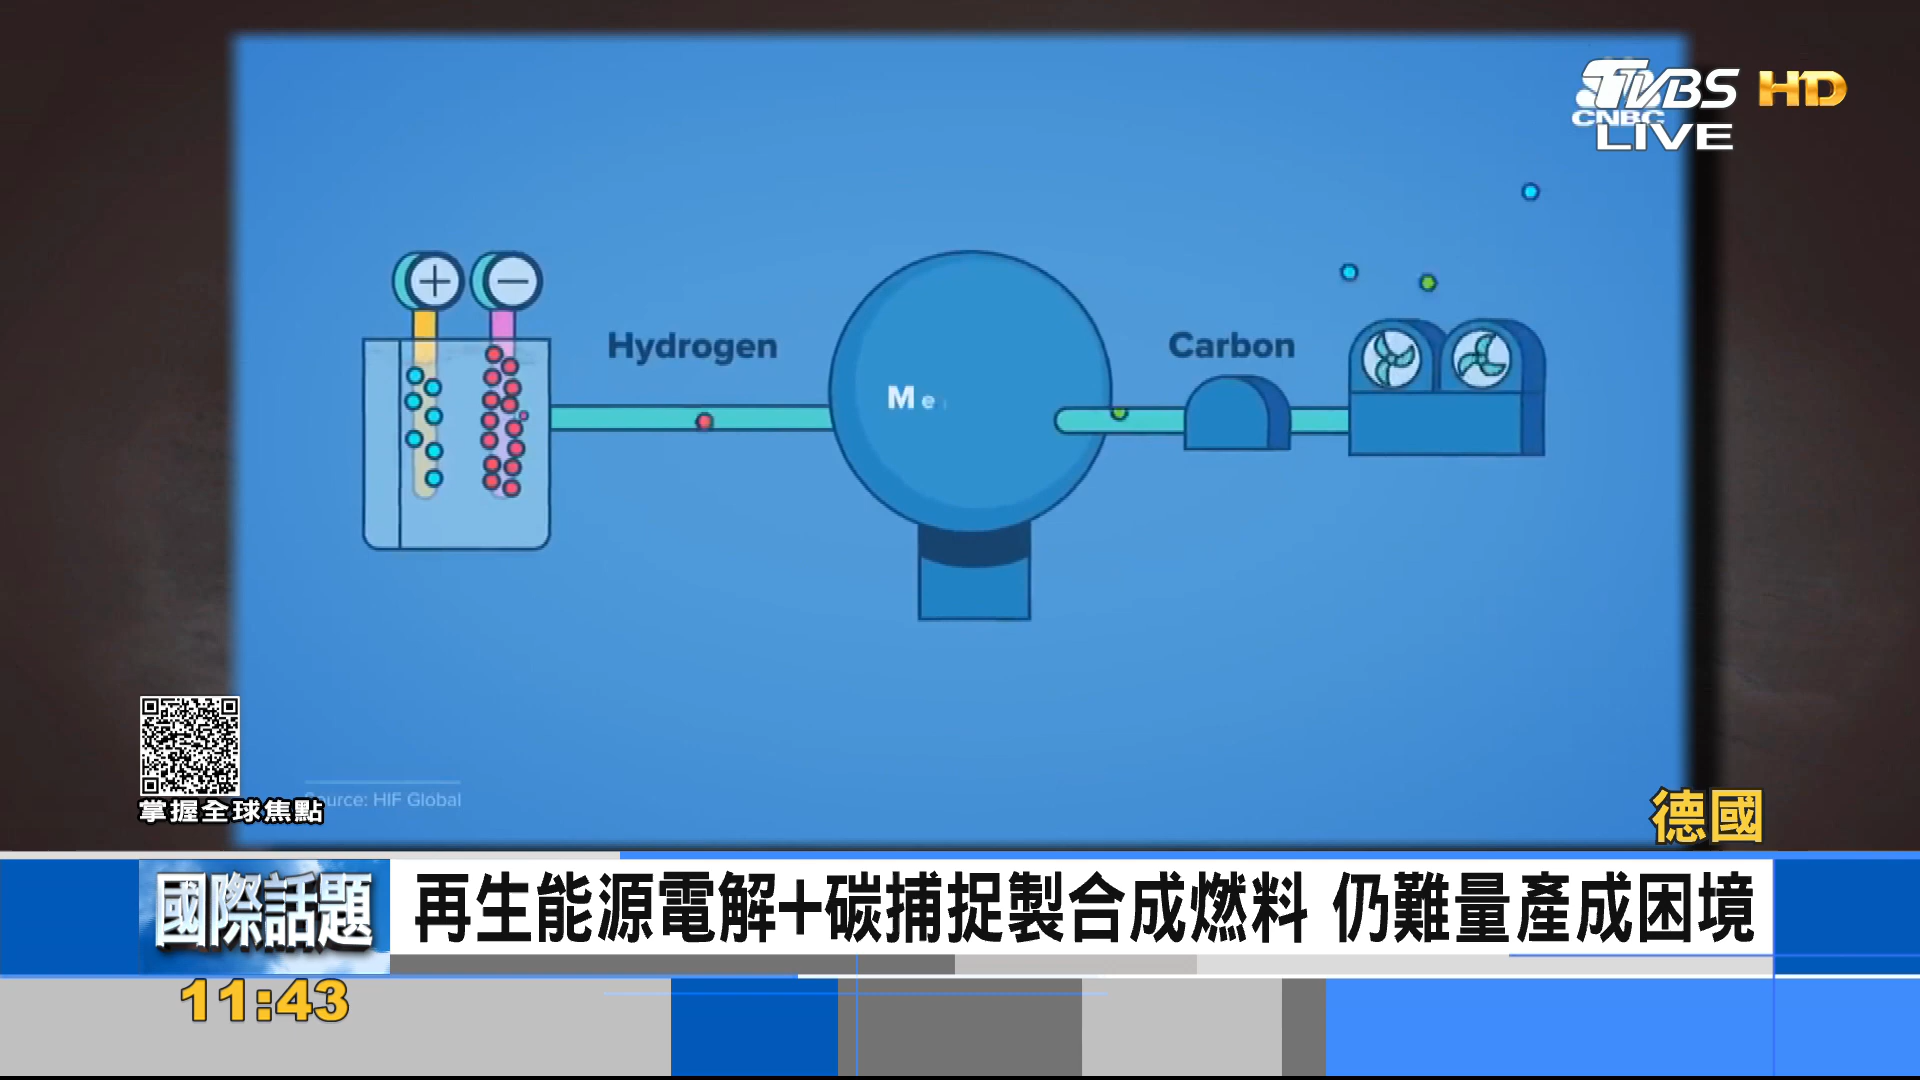 TVBS HD
CNBC
LIVE
Hydrogen
Carbon
Me
Source: HIF Global
掌握全球焦點
德國
國際話題
再生能源電解+碳捕捉製合成燃料 仍難量產成困境
11:43